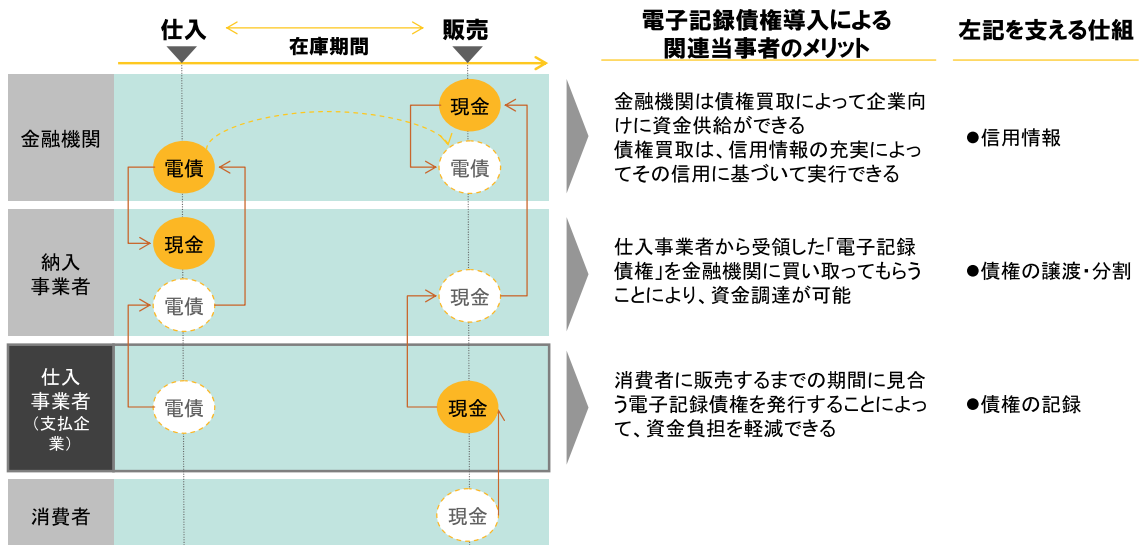 仕入
販売
在庫期間
電子記録債権導入による
関連当事者のメリット
左記を支える仕組
金融機関
現金
電債
電債
金融機関は債権買取によって企業向
けに資金供給ができる
債権買取は、信用情報の充実によっ
てその信用に基づいて実行できる
●信用情報
納入
事業者
現金
電債
現金
仕入事業者から受領した「電子記録
債権」を金融機関に買い取ってもらう
ことにより、資金調達が可能
●債権の譲渡・分割
仕入
事業者
(支払企
業)
電債
現金
消費者に販売するまでの期間に見合
う電子記録債権を発行することによっ
て、資金負担を軽減できる
●債権の記録
消費者
現金